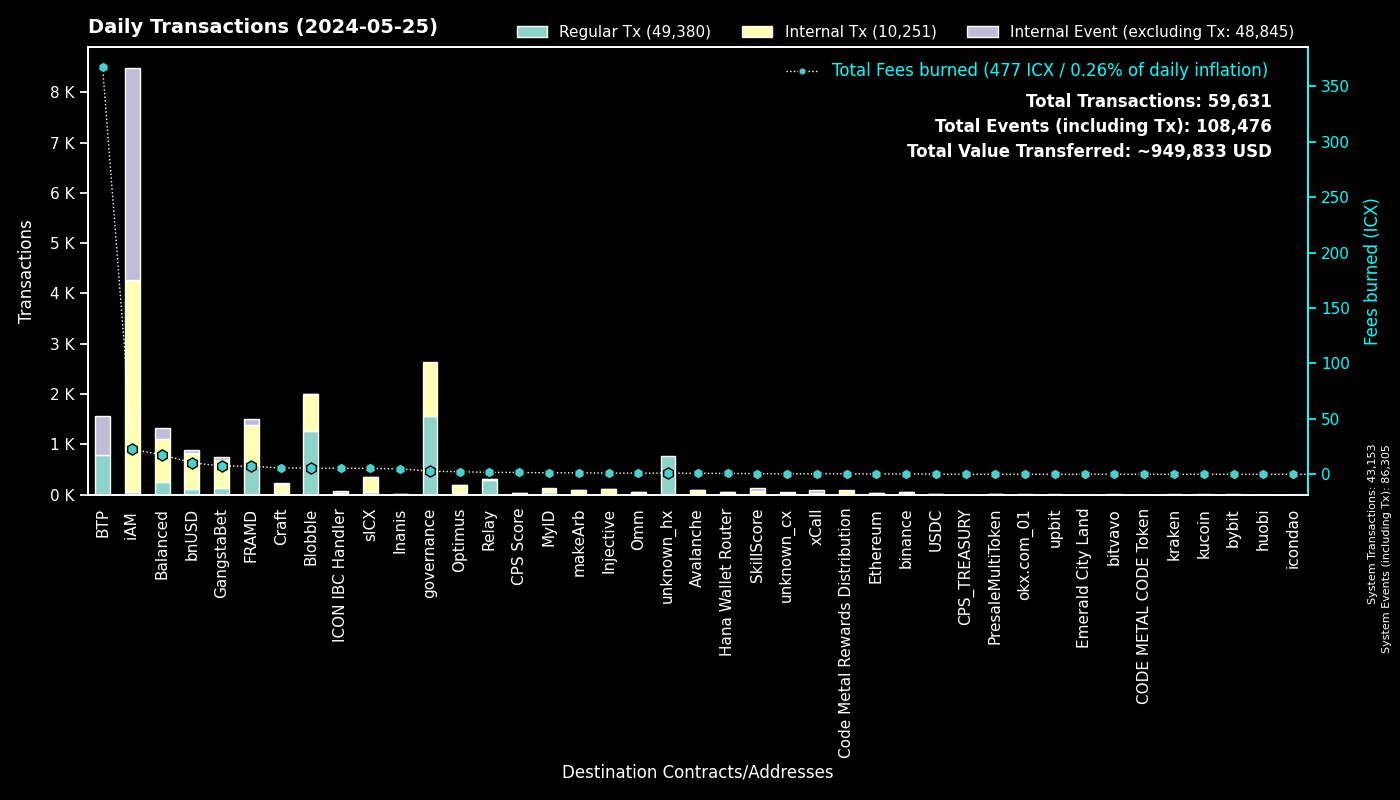 Daily Transactions (2024-05-25)
Regular Tx (49,380)
Internal Tx (10,251)
Internal Event (excluding Tx: 48,845)
Total Fees burned (477 ICX / 0.26% of daily inflation)
Total Transactions: 59,631
Total Events (including Tx): 108,476
Total Value Transferred: ~949,833 USD
Transactions
8 K
7 K
6 K
5 K
4 K
3 K
2 K
1 K
0 K
350
300
250
200
150
100
50
0
Fees burned (ICX)
BTP
iAM
Balanced
bnUSD
GangstaBet
FRAMD
Craft
Blobble
ICON IBC Handler
sICX
Inanis
governance
Optimus
Relay
CPS Score
MyID
makeArb
Injective
Omm
unknown_hx
Avalanche
Hana Wallet Router
SkillScore
unknown_cx
xCall
Code Metal Rewards Distribution
Ethereum
binance
USDC
CPS_TREASURY
PresaleMultiToken
okx.com_01
upbit
Emerald City Land
bitvavo
CODE METAL CODE Token
kraken
kucoin
bybit
huobi
icondao
Destination Contracts/Addresses
System Transactions: 43,153
System Events (including Tx): 86,305